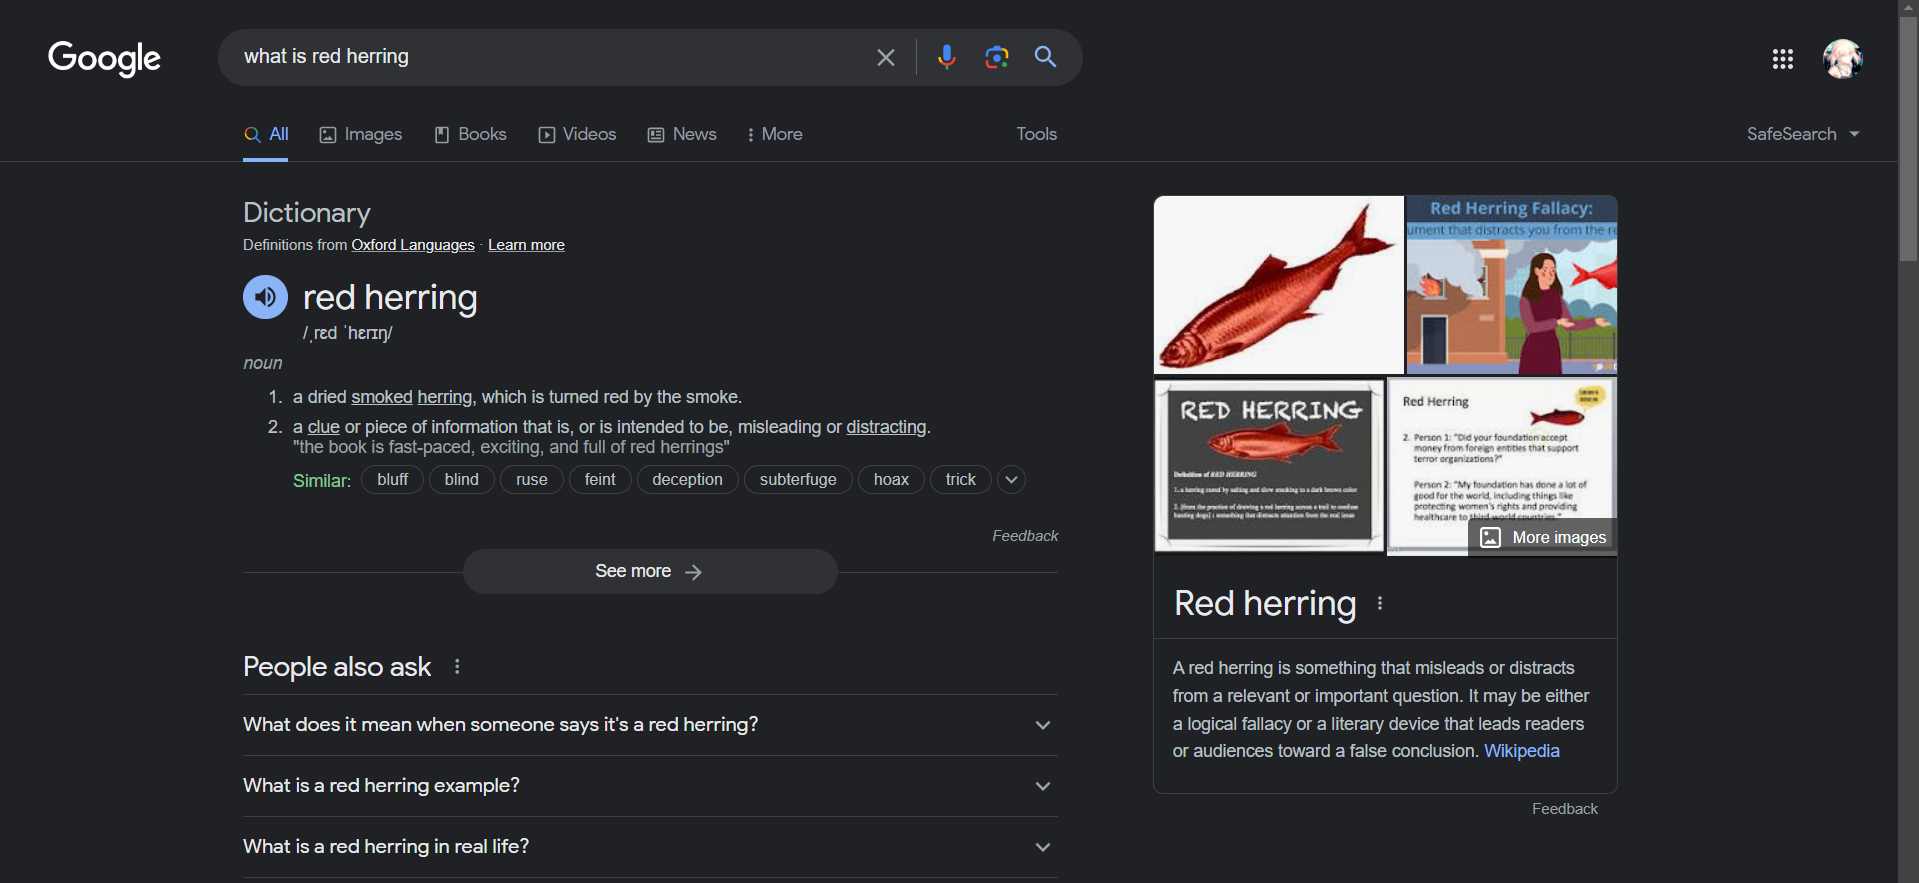 Google
what is red herring
All
Images
Books
Videos
News
More
Tools
SafeSearch
Dictionary
Definitions from Oxford Languages · Learn more
red herring
/ˌrɛd ˈhɛrɪŋ/
noun
1. a dried smoked herring, which is turned red by the smoke.
2. a clue or piece of information that is, or is intended to be, misleading or distracting.
"the book is fast-paced, exciting, and full of red herrings"
Similar: bluff blind ruse feint deception subterfuge hoax trick
Feedback
See more
People also ask
What does it mean when someone says it's a red herring?
What is a red herring example?
What is a red herring in real life?
Red Herring Fallacy:
ument that distracts you from the re
RED HERRING
Definition of RED HERRING
1. a herring cured by salting and slow smoking to a dark brown color
2. [from the practice of drawing a red herring across a trail to confuse
hunting dogs] : something that distracts attention from the real issue
Red Herring
2. Person 1: "Did your foundation accept
money from foreign entities that support
terror organizations?"
Person 2: "My foundation has done a lot of
good for the world, including things like
protecting women's rights and providing
healthcare to third world countries."
More images
Red herring
A red herring is something that misleads or distracts
from a relevant or important question. It may be either
a logical fallacy or a literary device that leads readers
or audiences toward a false conclusion. Wikipedia
Feedback